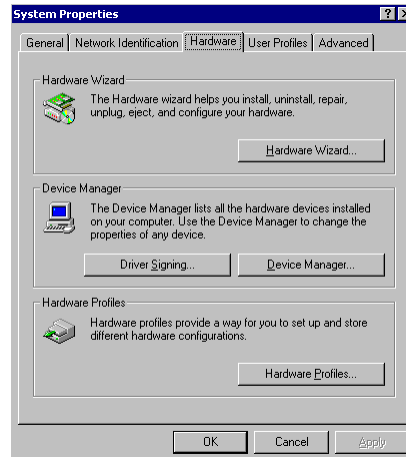 System Properties
General Network Identification Hardware User Profiles Advanced
Hardware Wizard
The Hardware wizard helps you install, uninstall, repair,
unplug, eject, and configure your hardware.
Hardware Wizard...
Device Manager
The Device Manager lists all the hardware devices installed
on your computer. Use the Device Manager to change the
properties of any device.
Driver Signing... Device Manager...
Hardware Profiles
Hardware profiles provide a way for you to set up and store
different hardware configurations.
Hardware Profiles...
OK Cancel Apply